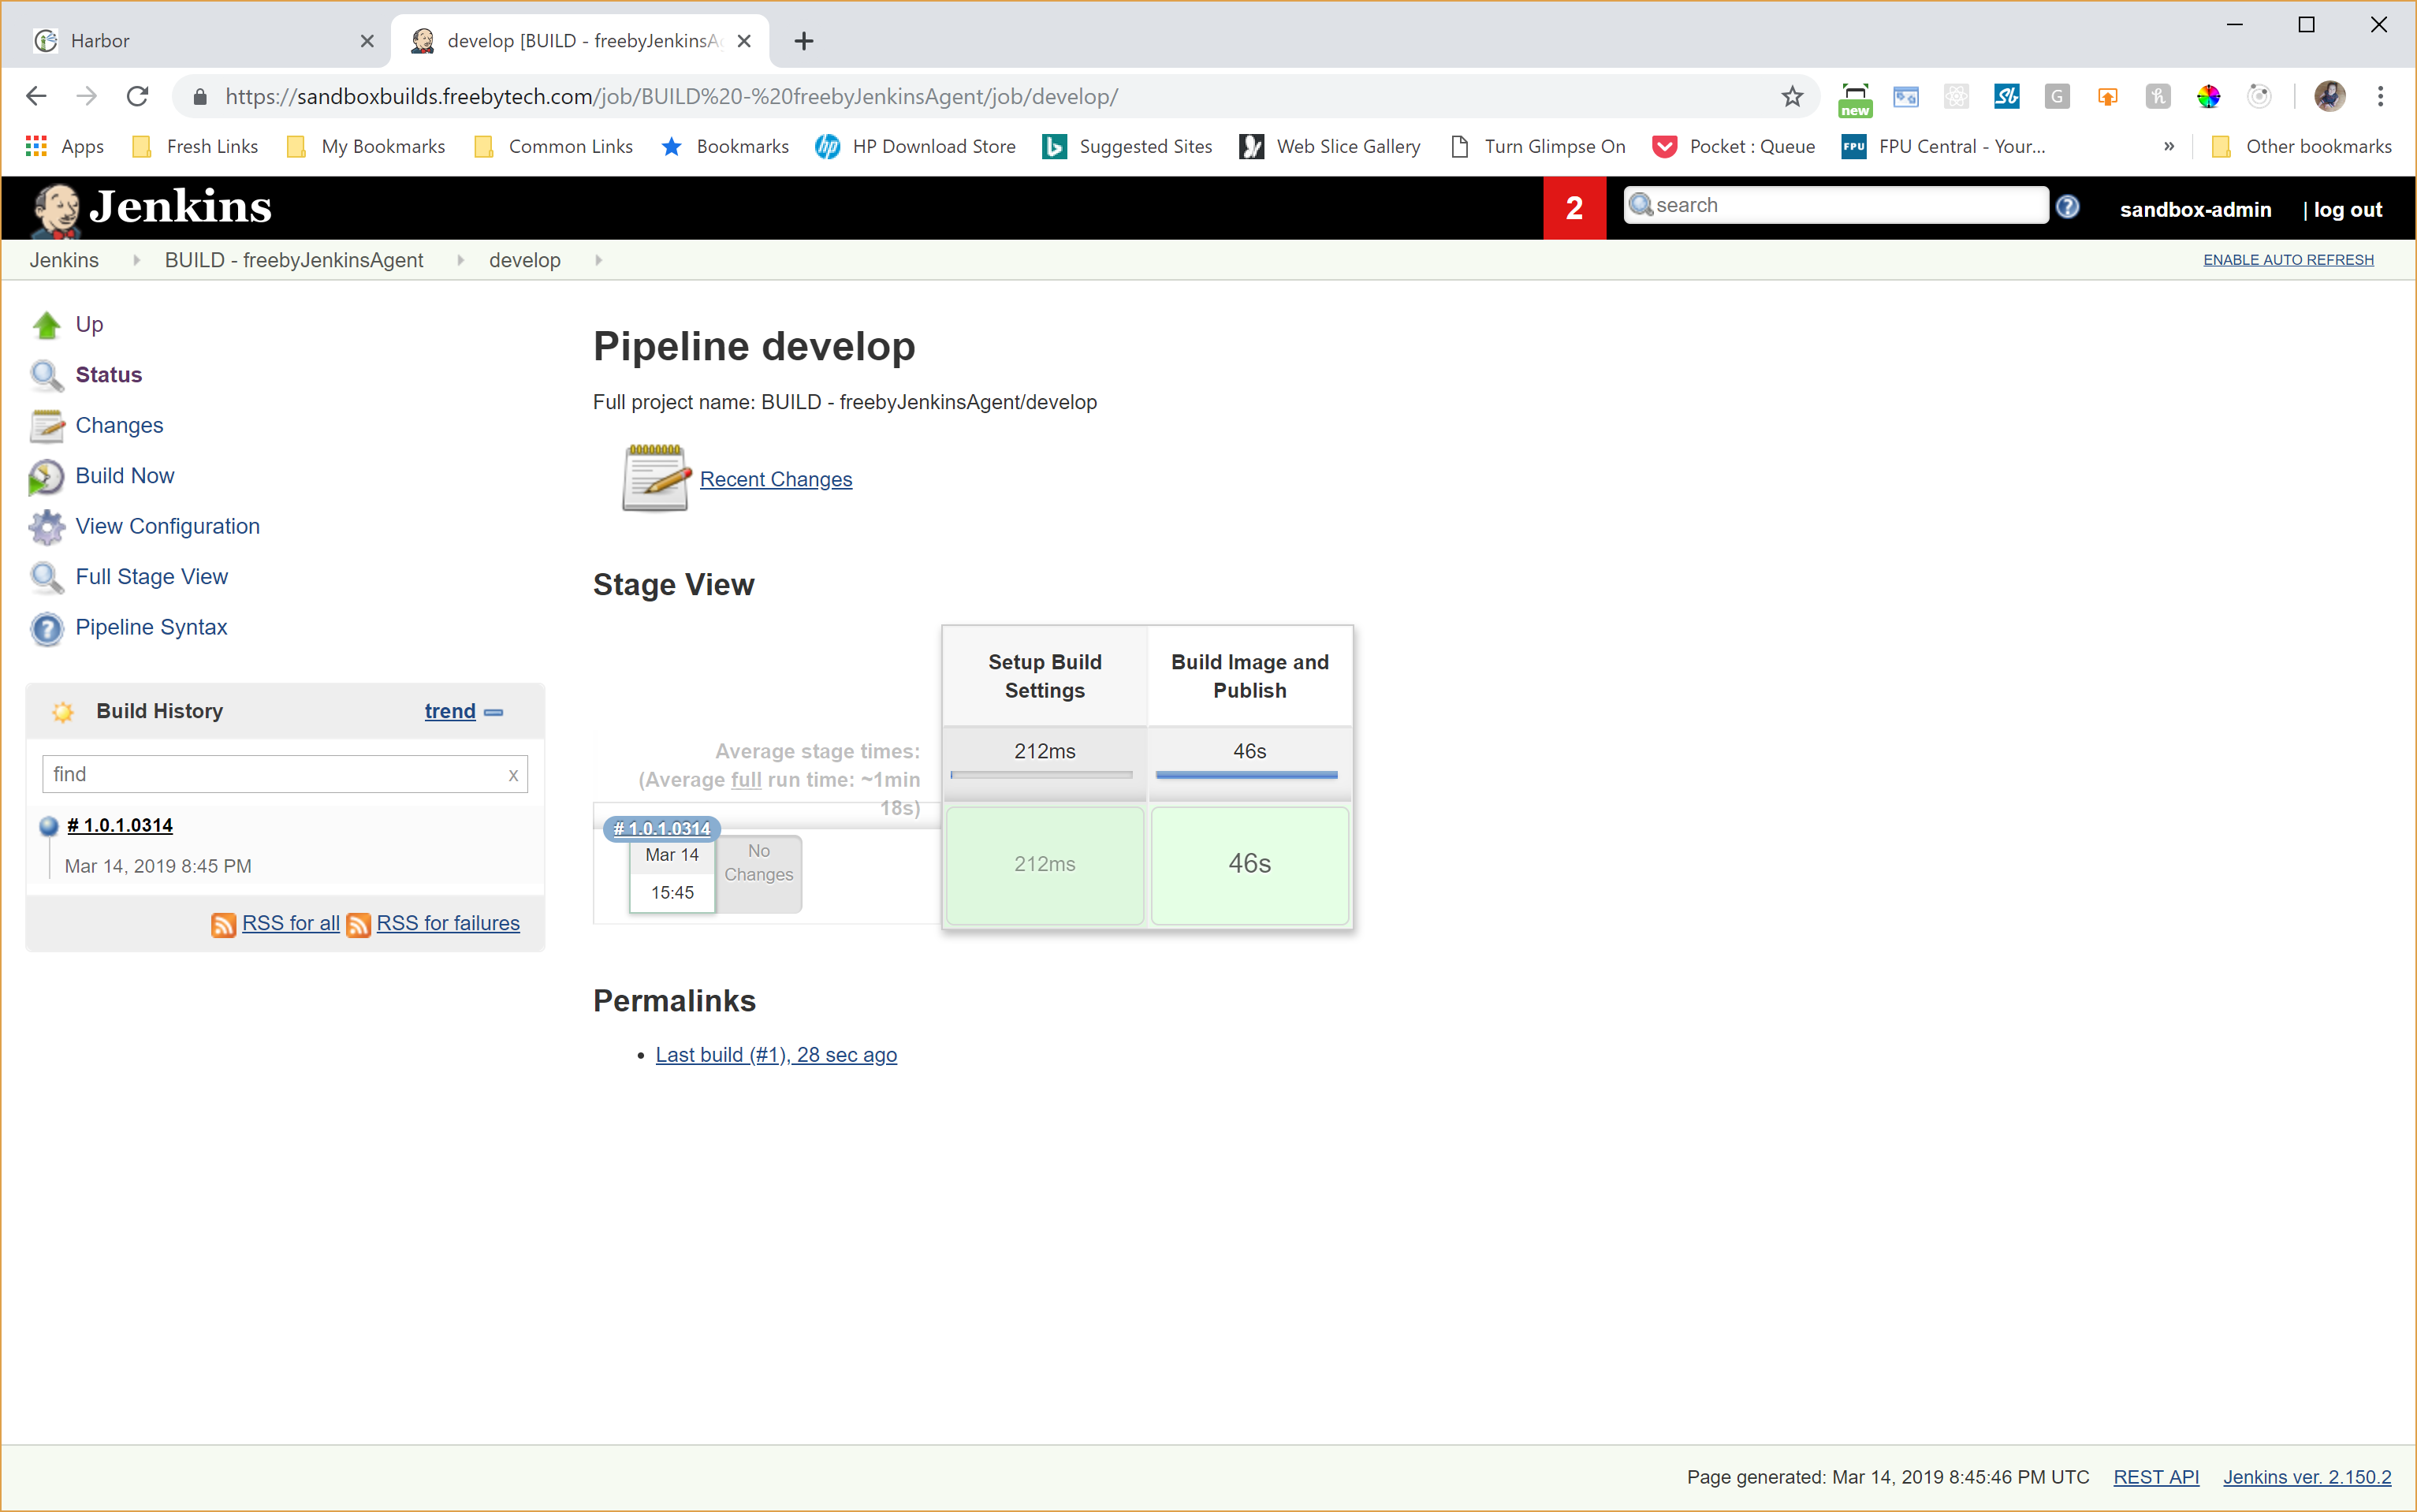 Harbor
develop [BUILD - freebyJenkinsA
https://sandboxbuilds.freebytech.com/job/BUILD%20-%20freebyJenkinsAgent/job/develop/
new
Sb
G
h
Apps
Fresh Links
My Bookmarks
Common Links
Bookmarks
hp
HP Download Store
b
Suggested Sites
Web Slice Gallery
Turn Glimpse On
Pocket : Queue
FPU
FPU Central - Your...
»
Other bookmarks
Jenkins
2
search
?
sandbox-admin
| log out
Jenkins
BUILD - freebyJenkinsAgent
develop
ENABLE AUTO REFRESH
Up
Status
Changes
Build Now
View Configuration
Full Stage View
?
Pipeline Syntax
Build History
trend
find
x
# 1.0.1.0314
Mar 14, 2019 8:45 PM
RSS for all
RSS for failures
Pipeline develop
Full project name: BUILD - freebyJenkinsAgent/develop
Recent Changes
Stage View
Setup Build
Settings
Build Image and
Publish
Average stage times:
(Average full run time: ~1min
18s)
212ms
46s
# 1.0.1.0314
Mar 14
15:45
No
Changes
212ms
46s
Permalinks
Last build (#1), 28 sec ago
Page generated: Mar 14, 2019 8:45:46 PM UTC
REST API
Jenkins ver. 2.150.2